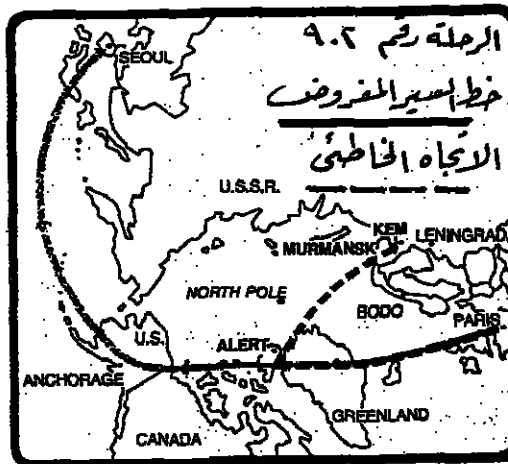 الرحلة رقم ٩٠٢
خط السير المفروض
الاتجاه الخاطئ
SEOUL
U.S.S.R.
KEM
LENINGRAD
MURMANSK
NORTH POLE
BODO
PARIS
U.S.
ALERT
ANCHORAGE
GREENLAND
CANADA